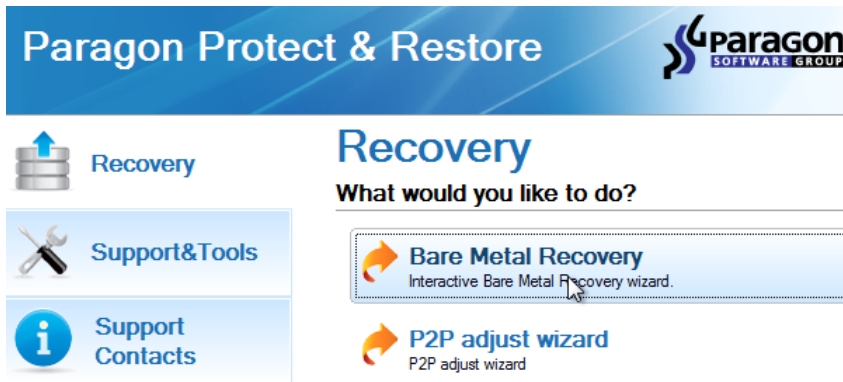 Paragon Protect & Restore
Paragon
SOFTWARE GROUP
Recovery
Support&Tools
Support
Contacts
Recovery
What would you like to do?
Bare Metal Recovery
Interactive Bare Metal Recovery wizard.
P2P adjust wizard
P2P adjust wizard